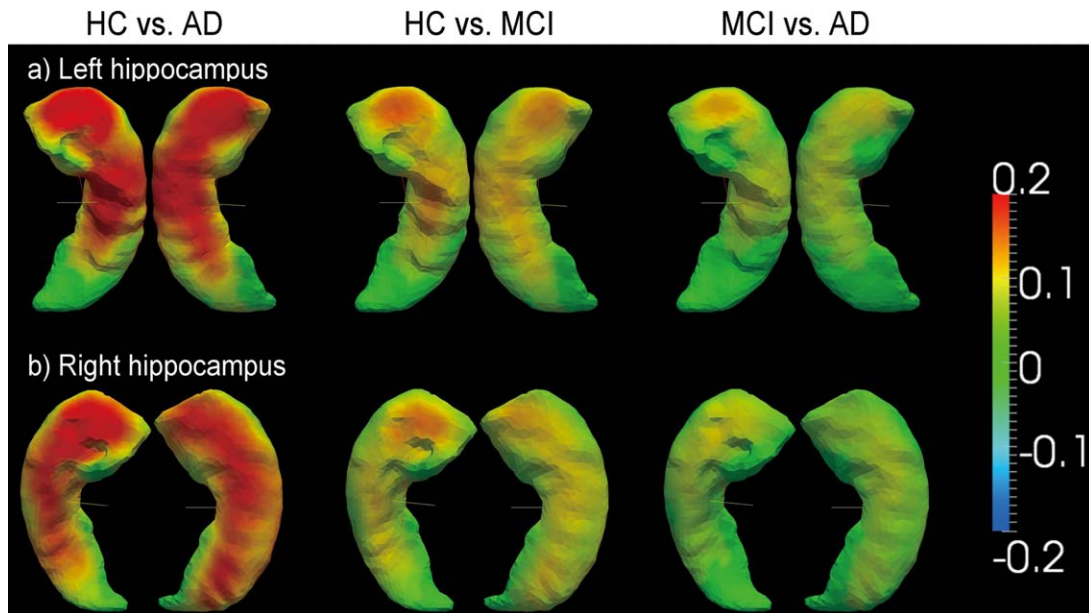 HC vs. AD
HC vs. MCI
MCI vs. AD
a) Left hippocampus
0.2
0.1
0
-0.1
-0.2
b) Right hippocampus